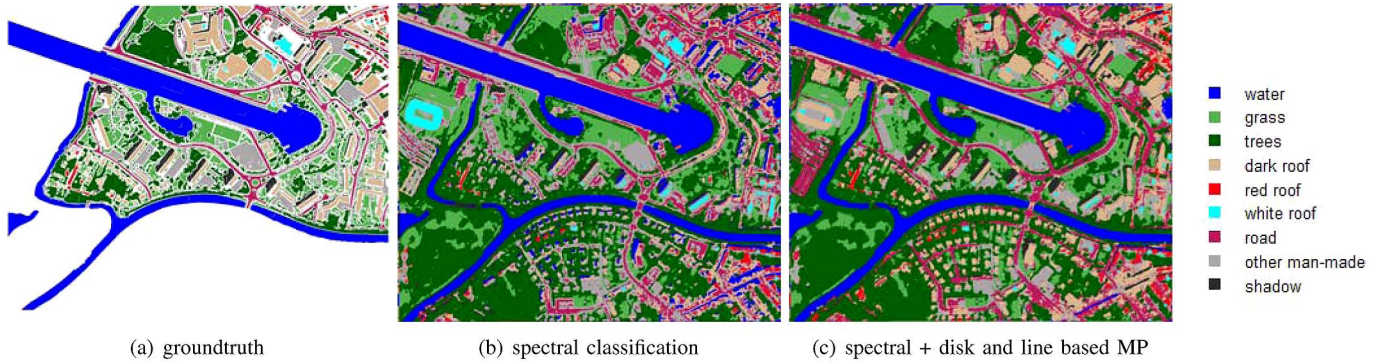 water
grass
trees
dark roof
red roof
white roof
road
other man-made
shadow
(a) groundtruth
(b) spectral classification
(c) spectral + disk and line based MP